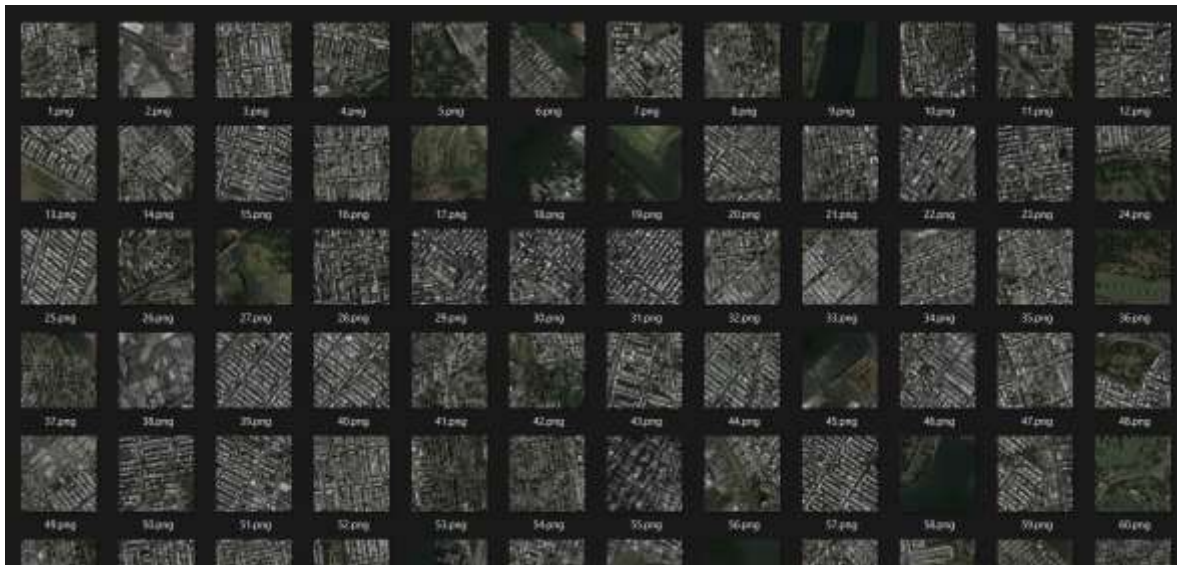 1.png 2.png 3.png 4.png 5.png 6.png 7.png 8.png 9.png 10.png 11.png 12.png
13.png 14.png 15.png 16.png 17.png 18.png 19.png 20.png 21.png 22.png 23.png 24.png
25.png 26.png 27.png 28.png 29.png 30.png 31.png 32.png 33.png 34.png 35.png 36.png
37.png 38.png 39.png 40.png 41.png 42.png 43.png 44.png 45.png 46.png 47.png 48.png
49.png 50.png 51.png 52.png 53.png 54.png 55.png 56.png 57.png 58.png 59.png 60.png